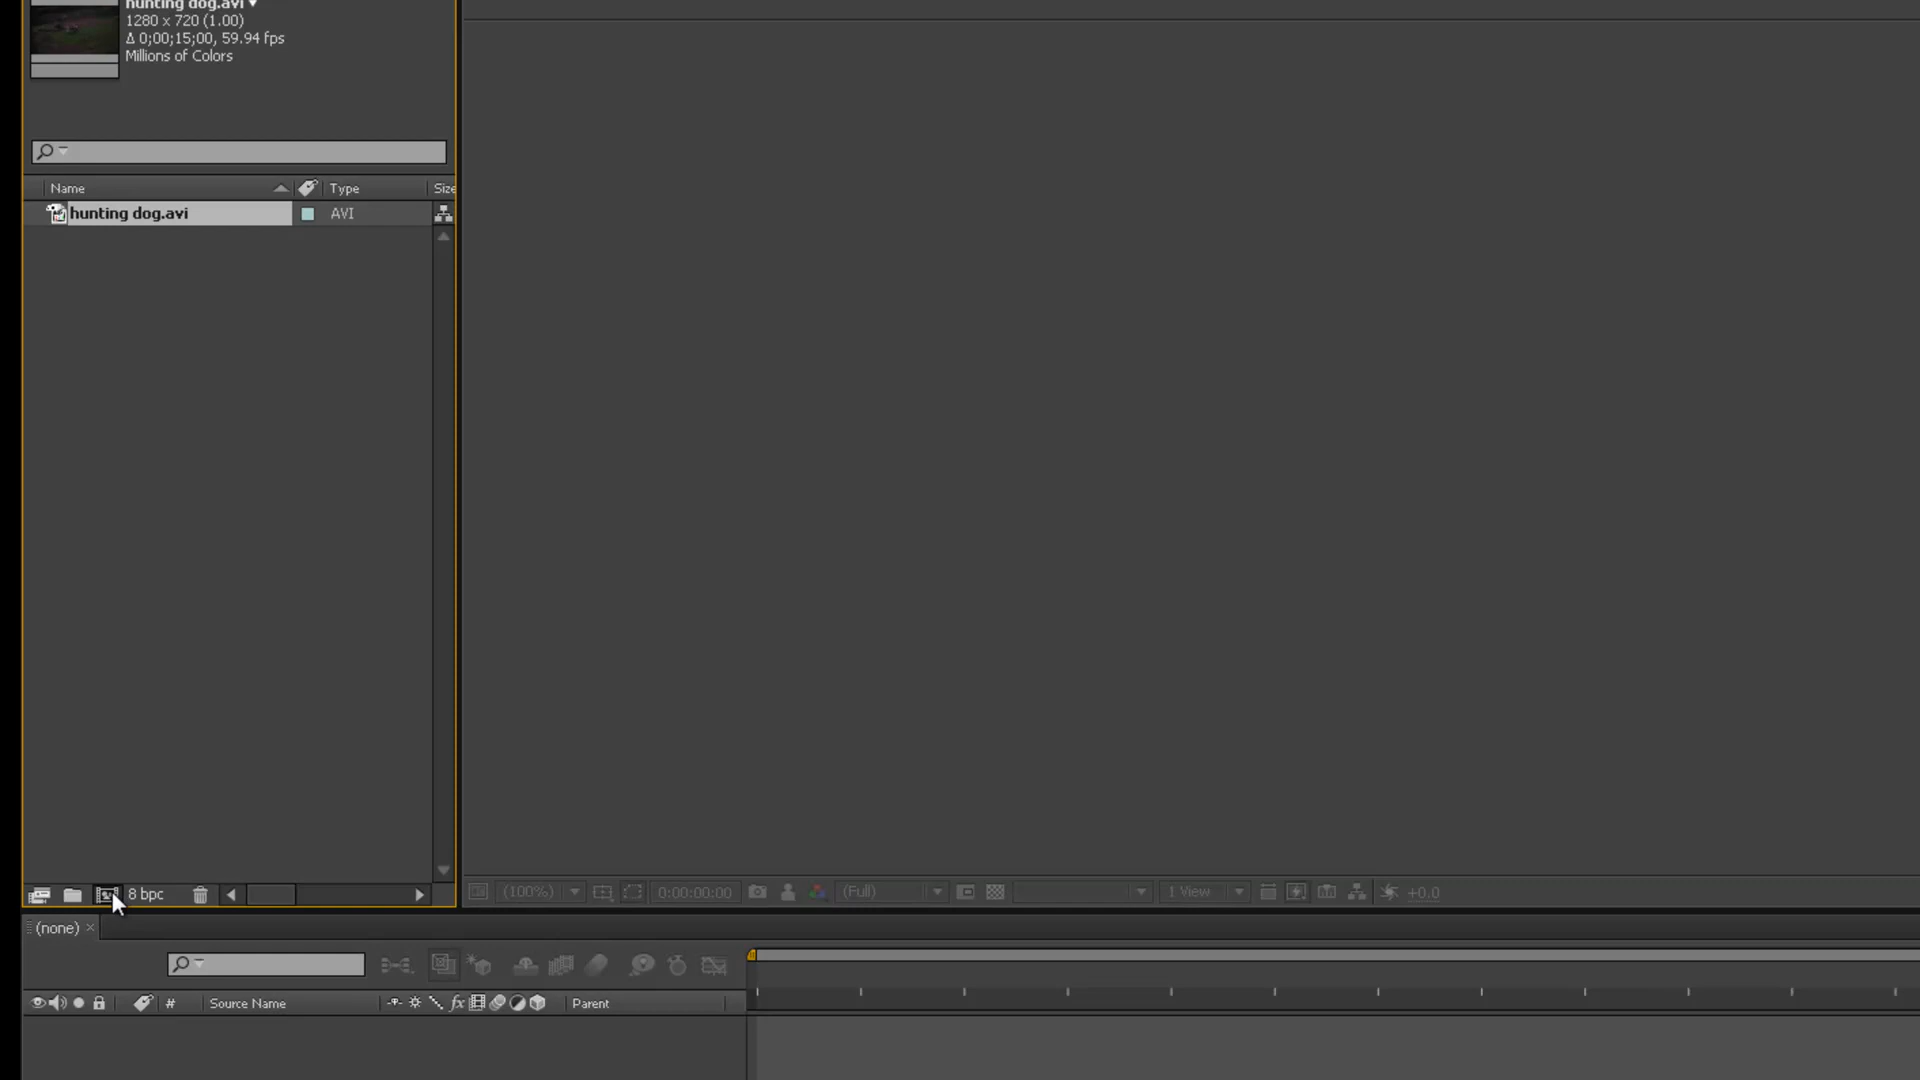 hunting dog.avi ▾
1280 x 720 (1.00)
Δ 0;00;15;00, 59.94 fps
Millions of Colors
Name Type Size
hunting dog.avi AVI
8 bpc
(100%) 0:00:00:00 (Full) 1 View +0.0
(none) ×
# Source Name fx Parent